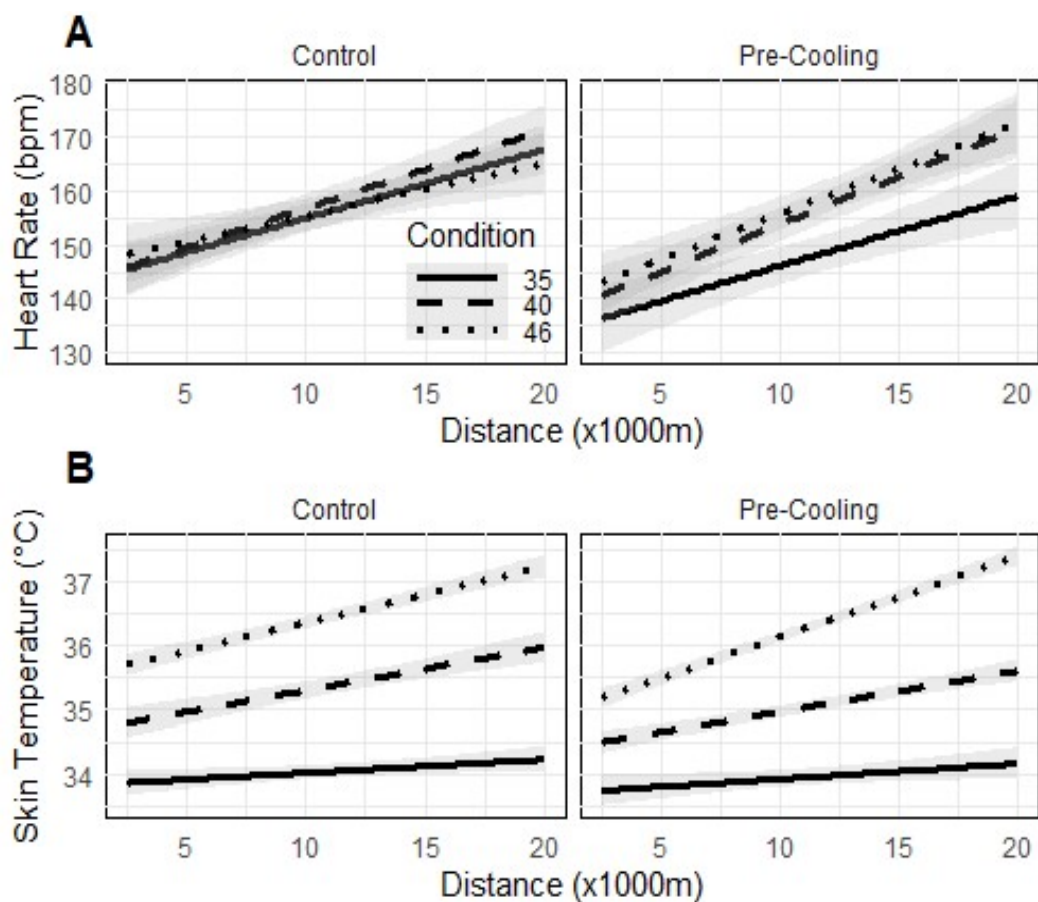 A
Control
Pre-Cooling
Heart Rate (bpm)
180
170
160
150
140
130
Condition
35
40
46
5
10
15
20
5
10
15
20
Distance (x1000m)
B
Control
Pre-Cooling
Skin Temperature (°C)
37
36
35
34
5
10
15
20
5
10
15
20
Distance (x1000m)